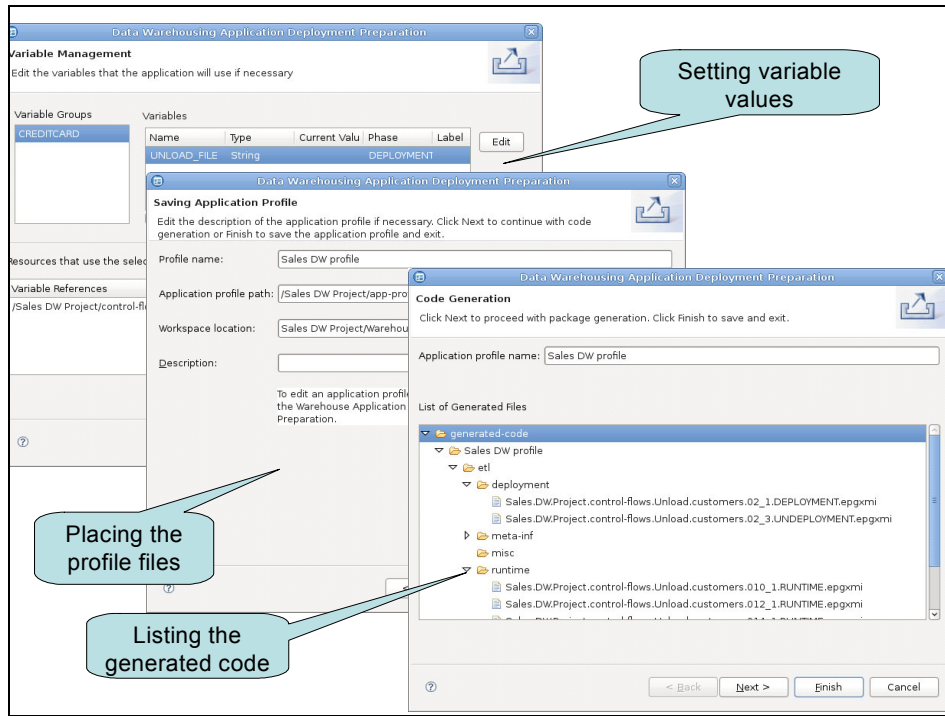 Data Warehousing Application Deployment Preparation
Variable Management
Edit the variables that the application will use if necessary
Setting variable
values
Variable Groups
Variables
CREDITCARD
Name Type Current Valu Phase Label
Edit
UNLOAD_FILE String DEPLOYMENT
Resources that use the selec
Variable References
/Sales DW Project/control-fl
Data Warehousing Application Deployment Preparation
Saving Application Profile
Edit the description of the application profile if necessary. Click Next to continue with code
generation or Finish to save the application profile and exit.
Profile name: Sales DW profile
Application profile path: /Sales DW Project/app-pro
Workspace location: Sales DW Project/Warehou
Description:
To edit an application profile
the Warehouse Application
Preparation.
Placing the
profile files
Data Warehousing Application Deployment Preparation
Code Generation
Click Next to proceed with package generation. Click Finish to save and exit.
Application profile name: Sales DW profile
List of Generated Files
generated-code
Sales DW profile
etl
deployment
Sales.DW.Project.control-flows.Unload.customers.02_1.DEPLOYMENT.epgxmi
Sales.DW.Project.control-flows.Unload.customers.02_3.UNDEPLOYMENT.epgxmi
meta-inf
misc
runtime
Sales.DW.Project.control-flows.Unload.customers.010_1.RUNTIME.epgxmi
Sales.DW.Project.control-flows.Unload.customers.012_1.RUNTIME.epgxmi
Listing the
generated code
< Back Next > Finish Cancel